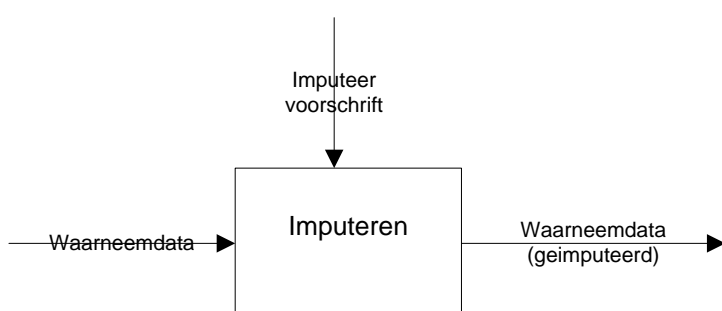 Imputeer
voorschrift
Waarneemdata
Imputeren
Waarneemdata
(geimputeerd)